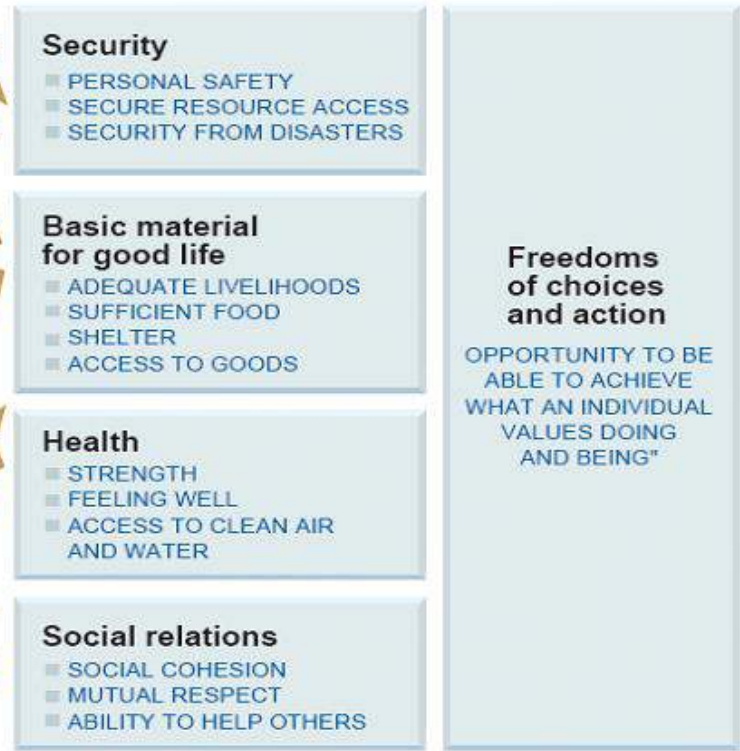 Security
PERSONAL SAFETY
SECURE RESOURCE ACCESS
SECURITY FROM DISASTERS
Basic material
for good life
ADEQUATE LIVELIHOODS
SUFFICIENT FOOD
SHELTER
ACCESS TO GOODS
Health
STRENGTH
FEELING WELL
ACCESS TO CLEAN AIR
AND WATER
Social relations
SOCIAL COHESION
MUTUAL RESPECT
ABILITY TO HELP OTHERS
Freedoms
of choices
and action
OPPORTUNITY TO BE
ABLE TO ACHIEVE
WHAT AN INDIVIDUAL
VALUES DOING
AND BEING"